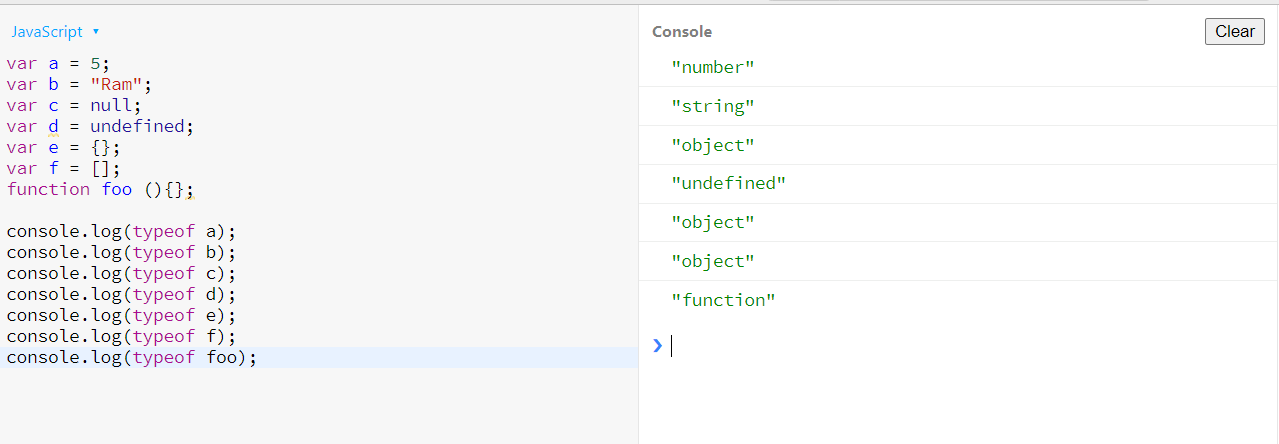 JavaScript ▾
var a = 5;
var b = "Ram";
var c = null;
var d = undefined;
var e = {};
var f = [];
function foo (){};
console.log(typeof a);
console.log(typeof b);
console.log(typeof c);
console.log(typeof d);
console.log(typeof e);
console.log(typeof f);
console.log(typeof foo);
Console
Clear
"number"
"string"
"object"
"undefined"
"object"
"object"
"function"